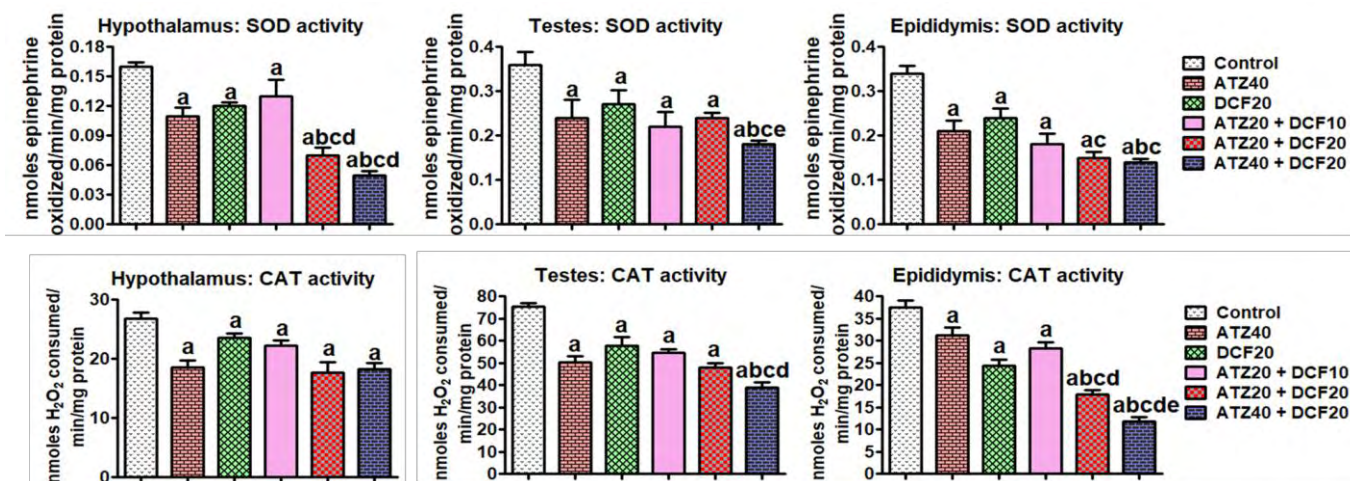 Hypothalamus: SOD activity
nmoles epinephrine
oxidized/min/mg protein
0.18
0.15
0.12
0.09
0.06
0.03
0.00
a
a
a
abcd
abcd
Testes: SOD activity
nmoles epinephrine
oxidized/min/mg protein
0.4
0.3
0.2
0.1
0.0
a
a
a
a
abce
Epididymis: SOD activity
nmoles epinephrine
oxidized/min/mg protein
0.4
0.3
0.2
0.1
0.0
a
a
a
ac
abc
Control
ATZ40
DCF20
ATZ20 + DCF10
ATZ20 + DCF20
ATZ40 + DCF20
Hypothalamus: CAT activity
nmoles H₂O₂ consumed/
min/mg protein
30
20
10
0
a
a
a
a
a
Testes: CAT activity
nmoles H₂O₂ consumed/
min/mg protein
80
70
60
50
40
30
20
10
0
a
a
a
a
abcd
Epididymis: CAT activity
nmoles H₂O₂ consumed/
min/mg protein
40
35
30
25
20
15
10
5
0
a
a
a
abcd
abcde
Control
ATZ40
DCF20
ATZ20 + DCF10
ATZ20 + DCF20
ATZ40 + DCF20